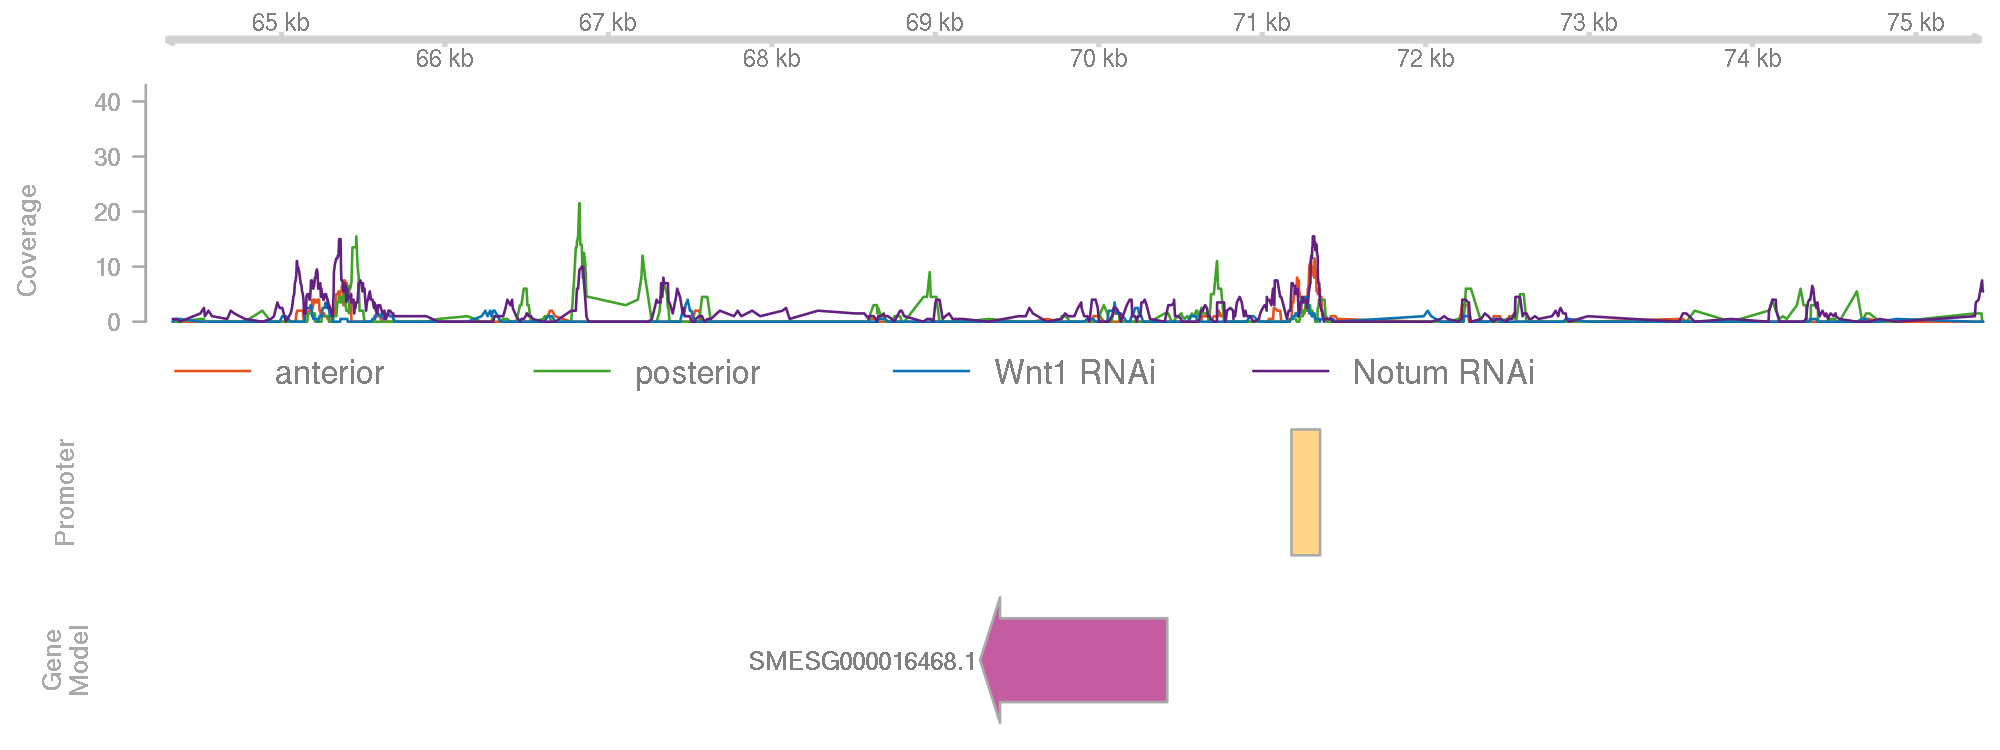 65 kb 67 kb 69 kb 71 kb 73 kb 75 kb
66 kb 68 kb 70 kb 72 kb 74 kb
40
30
20
10
0
Coverage
anterior posterior Wnt1 RNAi Notum RNAi
Promoter
Gene
Model
SMESG000016468.1